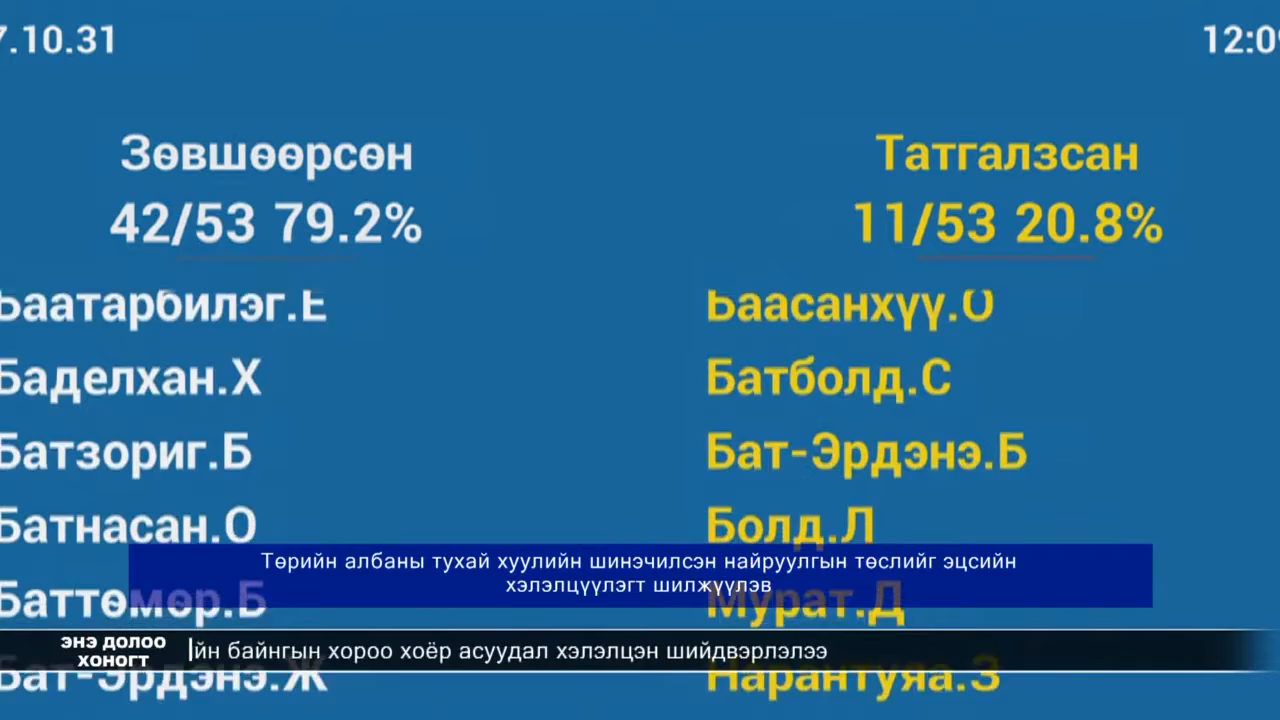 7.10.31
12:09
Зөвшөөрсөн
Татгалзсан
42/53 79.2%
11/53 20.8%
Баатарбилэг.Е
Баасанхүү.О
Баделхан.Х
Батболд.С
Батзориг.Б
Бат-Эрдэнэ.Б
Батнасан.О
Болд.Л
Төрийн албаны тухай хуулийн шинэчилсэн найруулгын төслийг эцсийн
хэлэлцүүлэгт шилжүүлэв
Баттөмөр.Б
Мурат.Д
ЭНЭ ДОЛОО
ХОНОГТ
йн байнгын хороо хоёр асуудал хэлэлцэн шийдвэрлэлээ
Бат-Эрдэнэ.Ж
Нарантуяа.З